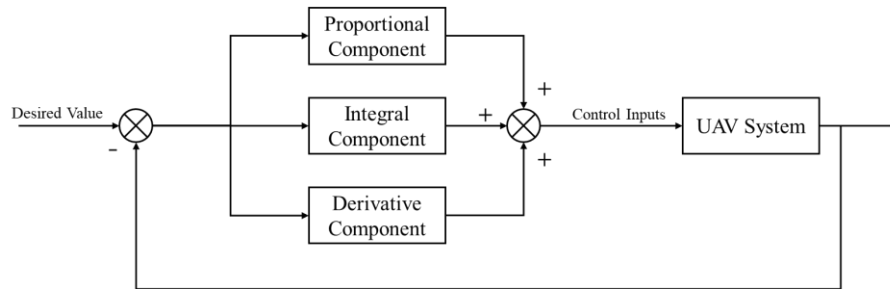 Proportional
Component
+
Desired Value
Integral
Component
+
Control Inputs
UAV System
-
+
Derivative
Component